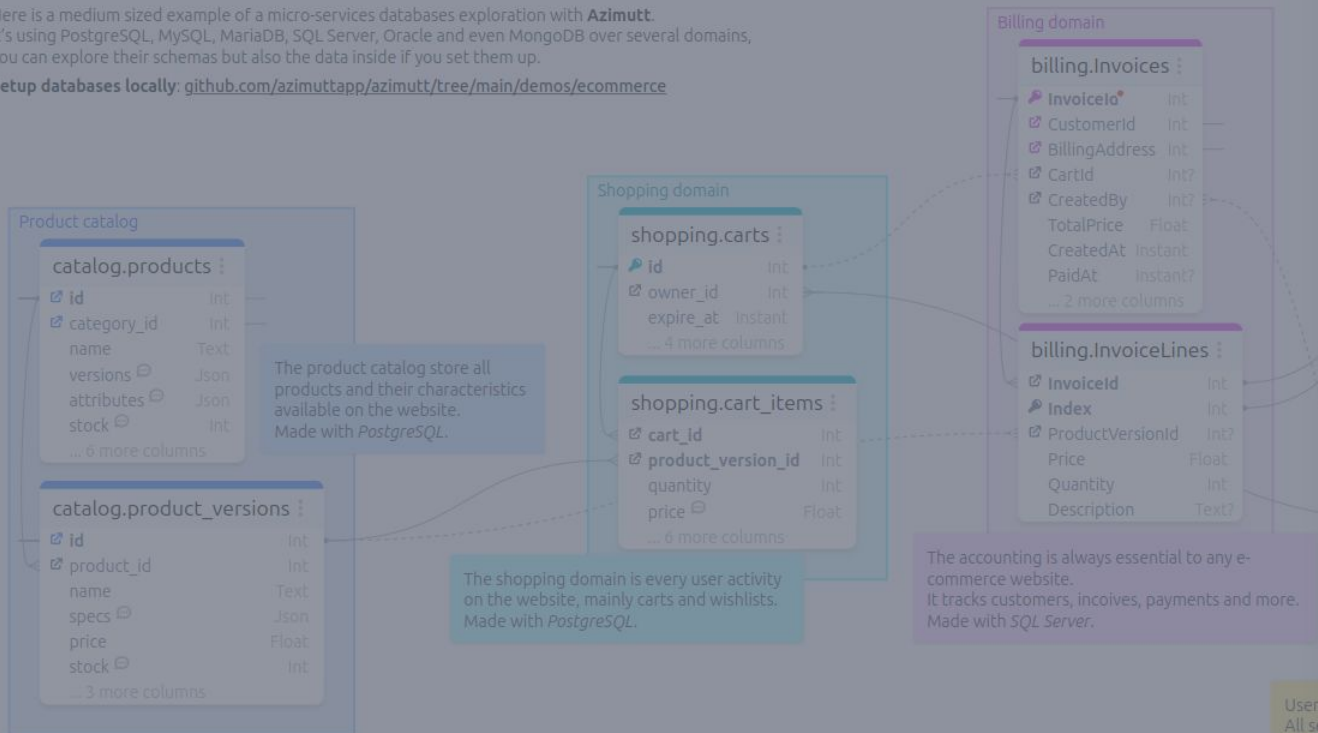 ere is a medium sized example of a micro-services databases exploration with Azimutt.
's using PostgreSQL, MySQL, MariaDB, SQL Server, Oracle and even MongoDB over several domains,
ou can explore their schemas but also the data inside if you set them up.
etup databases locally: github.com/azimuttapp/azimutt/tree/main/demos/ecommerce
Product catalog
catalog.products
id Int
category_id Int
name Text
versions Json
attributes Json
stock Int
... 6 more columns
The product catalog store all
products and their characteristics
available on the website.
Made with PostgreSQL.
catalog.product_versions
id Int
product_id Int
name Text
specs Json
price Float
stock Int
... 3 more columns
Shopping domain
shopping.carts
id Int
owner_id Int
expire_at Instant
... 4 more columns
shopping.cart_items
cart_id Int
product_version_id Int
quantity Int
price Float
... 6 more columns
The shopping domain is every user activity
on the website, mainly carts and wishlists.
Made with PostgreSQL.
Billing domain
billing.Invoices
InvoiceId Int
CustomerId Int
BillingAddress Int
CartId Int?
CreatedBy Int?
TotalPrice Float
CreatedAt Instant
PaidAt Instant?
... 2 more columns
billing.InvoiceLines
InvoiceId Int
Index Int
ProductVersionId Int?
Price Float
Quantity Int
Description Text?
The accounting is always essential to any e-
commerce website.
It tracks customers, incoives, payments and more.
Made with SQL Server.
User
All s